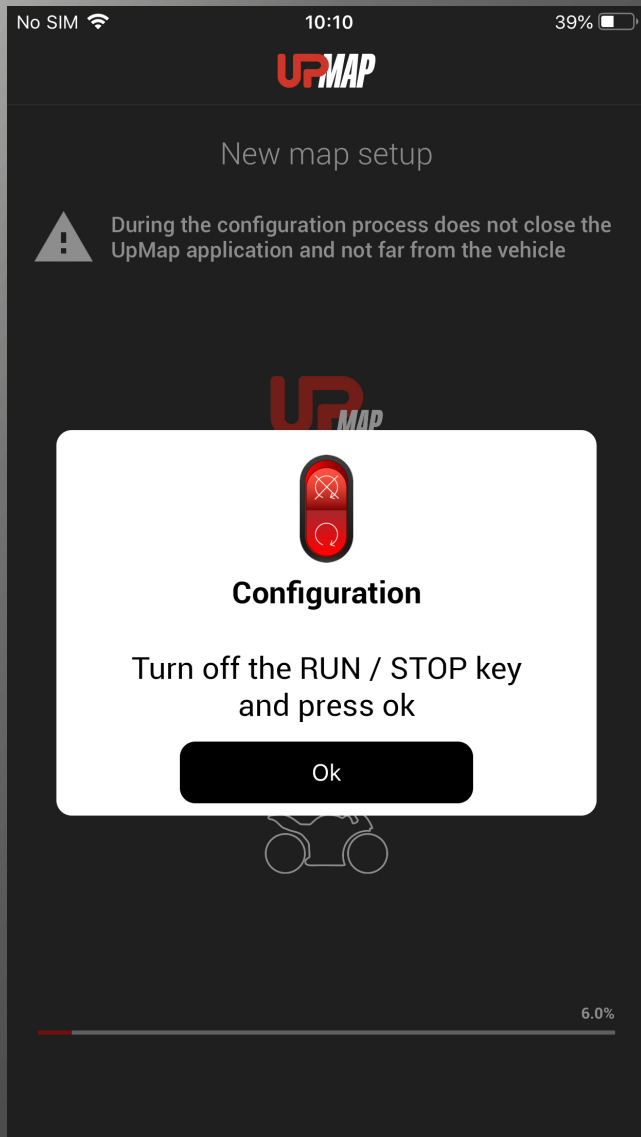 No SIM 10:10 39%
UPMAP
New map setup
During the configuration process does not close the
UpMap application and not far from the vehicle
UPMAP
Configuration
Turn off the RUN / STOP key
and press ok
Ok
6.0%